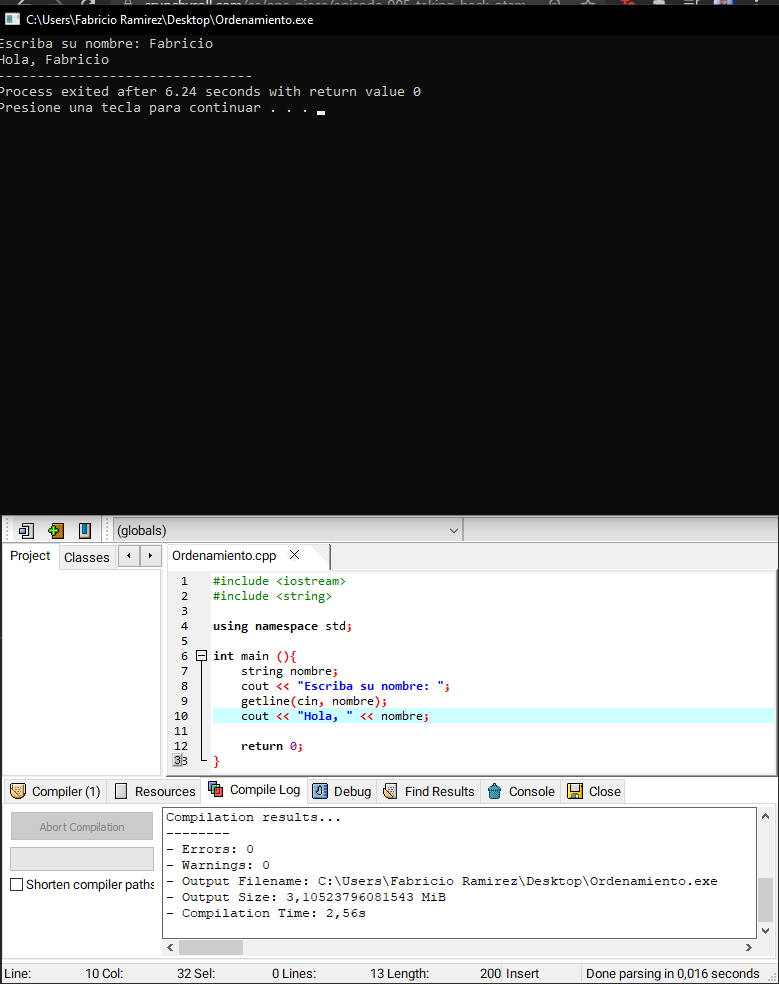 C:\Users\Fabricio Ramirez\Desktop\Ordenamiento.exe
Escriba su nombre: Fabricio
Hola, Fabricio
--------------------------------
Process exited after 6.24 seconds with return value 0
Presione una tecla para continuar . . .
(globals)
Project Classes Ordenamiento.cpp
1 #include <iostream>
2 #include <string>
3
4 using namespace std;
5
6 int main (){
7 string nombre;
8 cout << "Escriba su nombre: ";
9 getline(cin, nombre);
10 cout << "Hola, " << nombre;
11
12 return 0;
}
Compiler (1) Resources Compile Log Debug Find Results Console Close
Abort Compilation
Shorten compiler paths
Compilation results...
--------
- Errors: 0
- Warnings: 0
- Output Filename: C:\Users\Fabricio Ramirez\Desktop\Ordenamiento.exe
- Output Size: 3,10523796081543 MiB
- Compilation Time: 2,56s
Line: 10 Col: 32 Sel: 0 Lines: 13 Length: 200 Insert Done parsing in 0,016 seconds